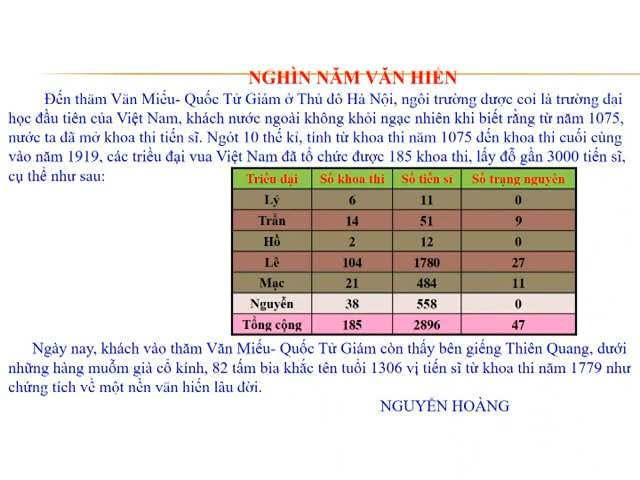 NGHÌN NĂM VĂN HIẾN
Đến thăm Văn Miếu- Quốc Tử Giám ở Thủ đô Hà Nội, ngôi trường được coi là trường đại
học đầu tiên của Việt Nam, khách nước ngoài không khỏi ngạc nhiên khi biết rằng từ năm 1075,
nước ta đã mở khoa thi tiến sĩ. Ngót 10 thế kỉ, tính từ khoa thi năm 1075 đến khoa thi cuối cùng
vào năm 1919, các triều đại vua Việt Nam đã tổ chức được 185 khoa thi, lấy đỗ gần 3000 tiến sĩ,
cụ thể như sau:
Triều đại Số khoa thi Số tiến sĩ Số trạng nguyên
Lý 6 11 0
Trần 14 51 9
Hồ 2 12 0
Lê 104 1780 27
Mạc 21 484 11
Nguyễn 38 558 0
Tổng cộng 185 2896 47
Ngày nay, khách vào thăm Văn Miếu- Quốc Tử Giám còn thấy bên giếng Thiên Quang, dưới
những hàng muỗm già cổ kính, 82 tấm bia khắc tên tuổi 1306 vị tiến sĩ từ khoa thi năm 1779 như
chứng tích về một nền văn hiến lâu đời.
NGUYỄN HOÀNG